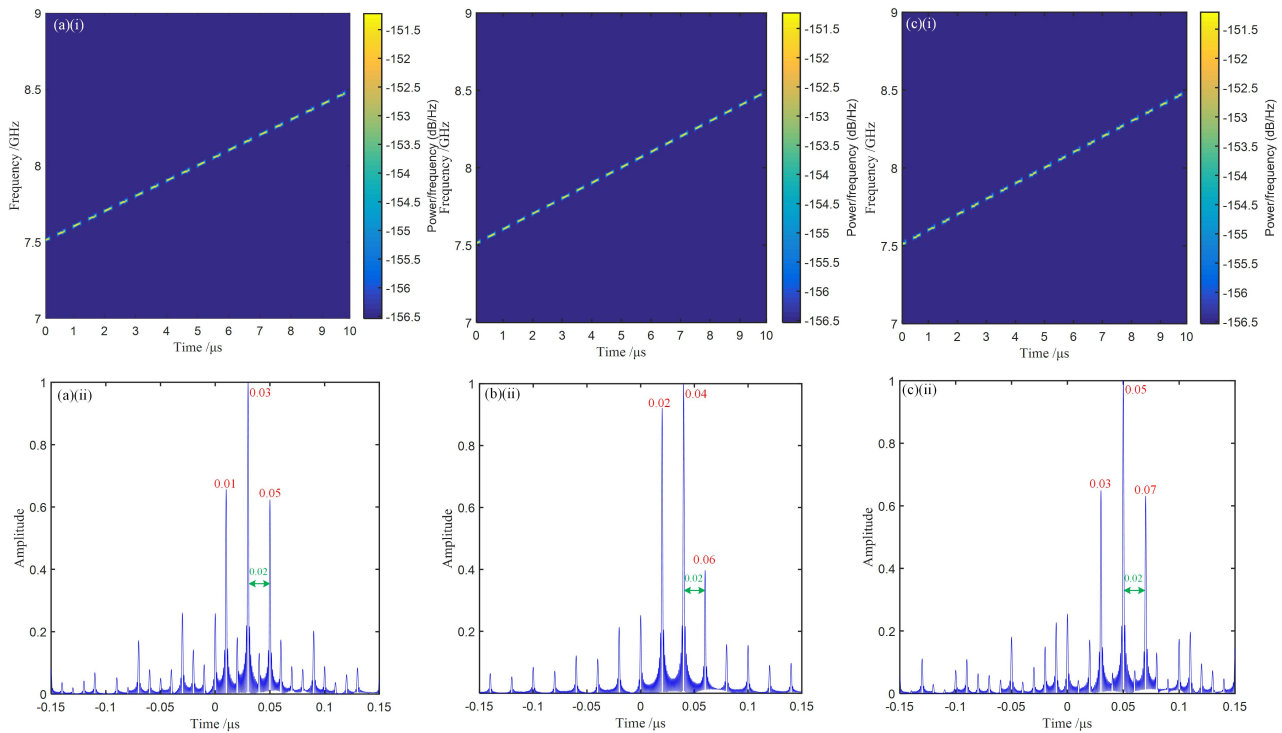 (a)(i)
9
8.5
8
7.5
7
Frequency /GHz
0 1 2 3 4 5 6 7 8 9 10
Time /μs
-151.5
-152
-152.5
-153
-153.5
-154
-154.5
-155
-155.5
-156
-156.5
Power/frequency (dB/Hz)
9
8.5
8
7.5
7
Frequency /GHz
0 1 2 3 4 5 6 7 8 9 10
Time /μs
-151.5
-152
-152.5
-153
-153.5
-154
-154.5
-155
-155.5
-156
-156.5
Power/frequency (dB/Hz)
(c)(i)
9
8.5
8
7.5
7
Frequency /GHz
0 1 2 3 4 5 6 7 8 9 10
Time /μs
-151.5
-152
-152.5
-153
-153.5
-154
-154.5
-155
-155.5
-156
-156.5
Power/frequency (dB/Hz)
(a)(ii)
1
0.8
0.6
0.4
0.2
0
Amplitude
0.03
0.01
0.05
0.02
-0.15 -0.1 -0.05 0 0.05 0.1 0.15
Time /μs
(b)(ii)
1
0.8
0.6
0.4
0.2
Amplitude
0.02
0.04
0.06
0.02
-0.15 -0.1 -0.05 0 0.05 0.1 0.15
Time /μs
(c)(ii)
1
0.8
0.6
0.4
0.2
0
Amplitude
0.05
0.03
0.07
0.02
-0.15 -0.1 -0.05 0 0.05 0.1 0.15
Time /μs